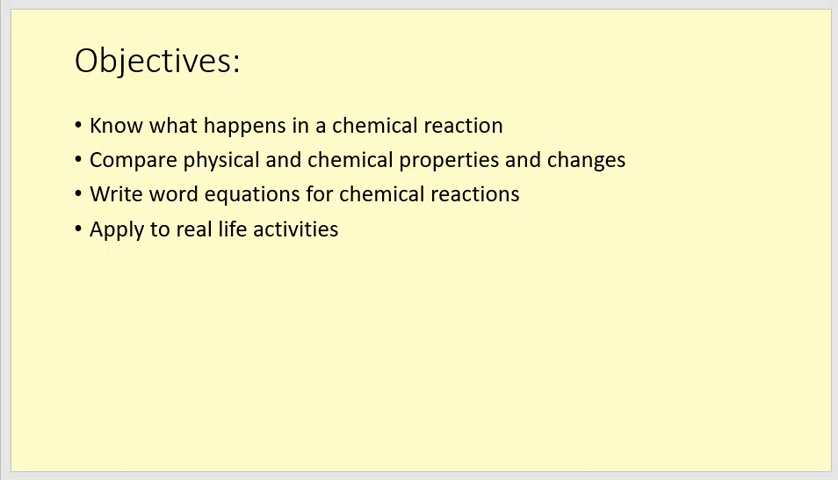 Objectives:
• Know what happens in a chemical reaction
• Compare physical and chemical properties and changes
• Write word equations for chemical reactions
• Apply to real life activities